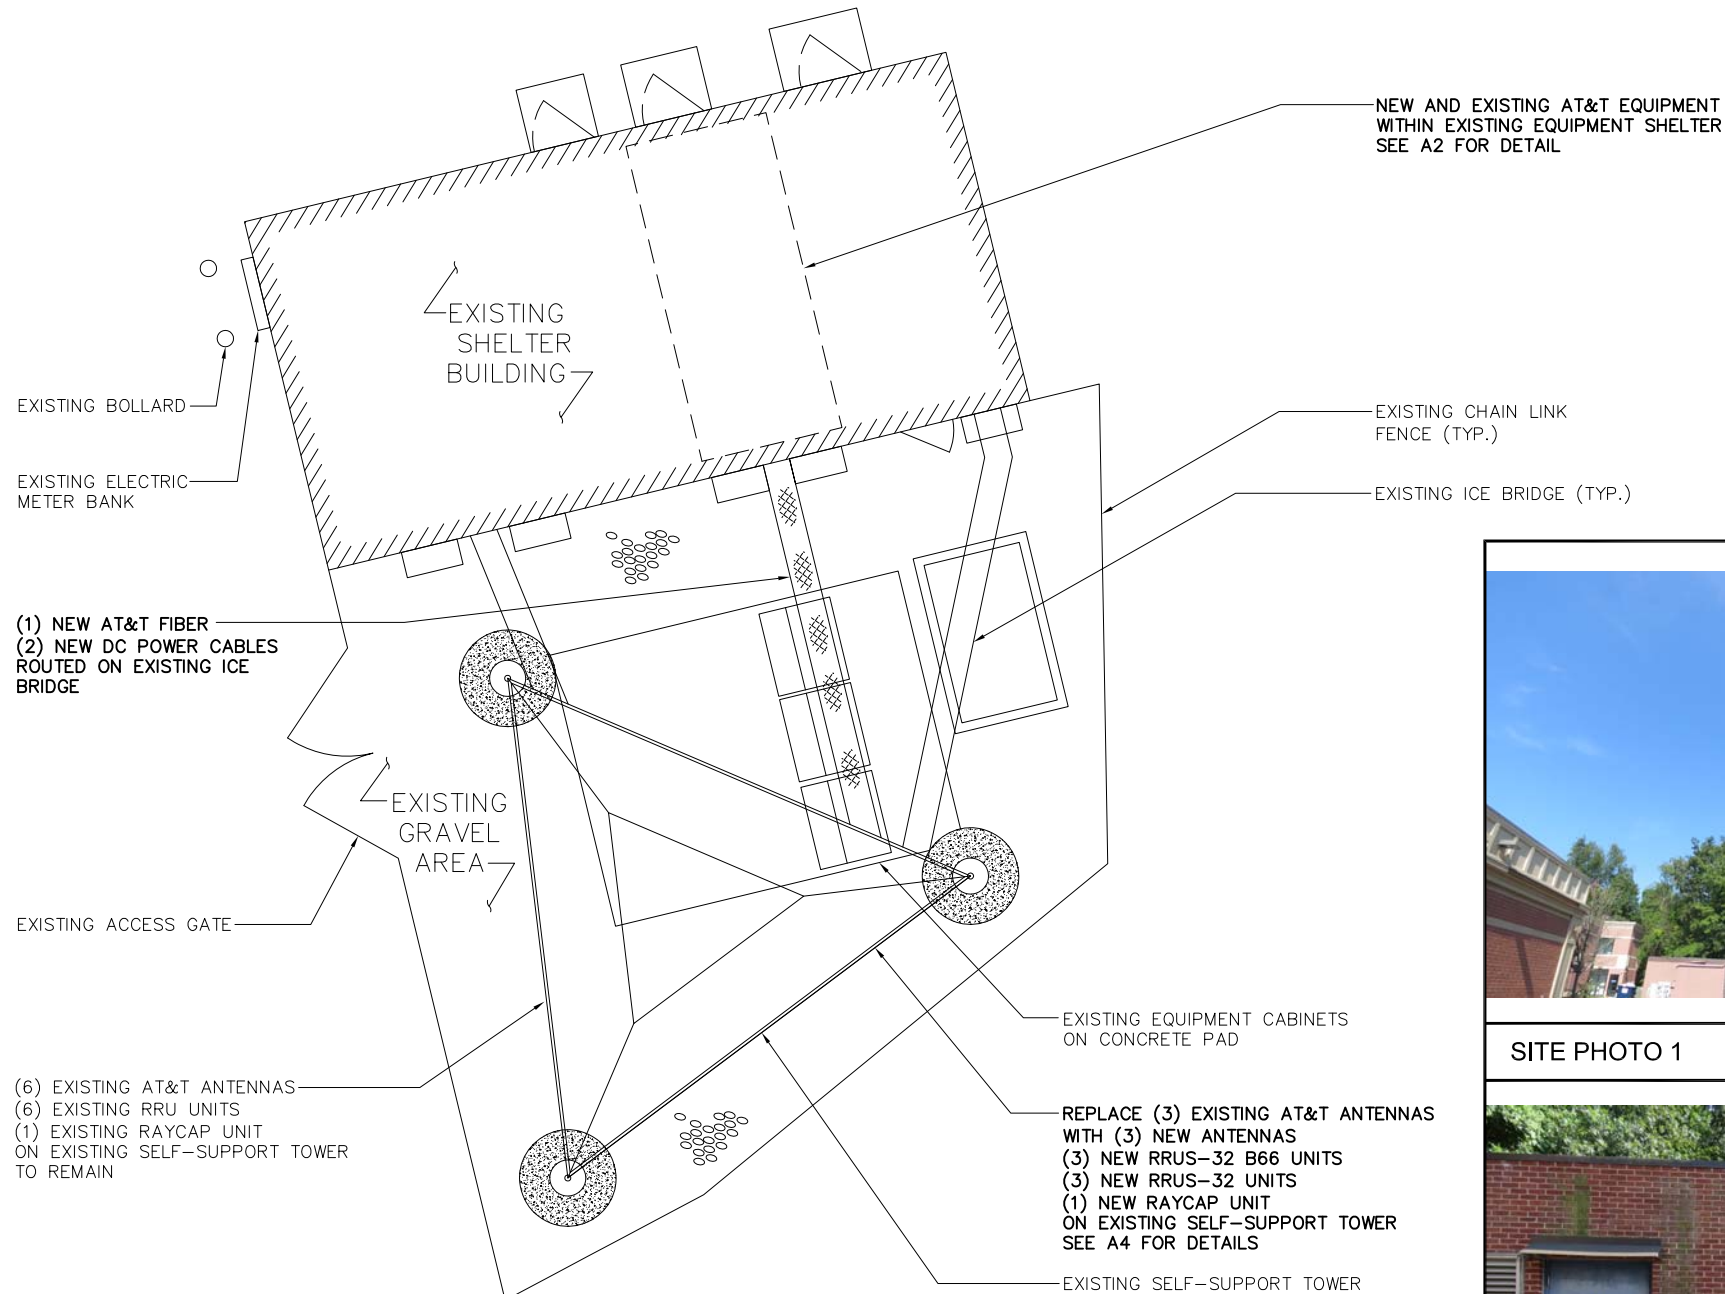 NEW AND EXISTING AT&T EQUIPMENT
WITHIN EXISTING EQUIPMENT SHELTER
SEE A2 FOR DETAIL
EXISTING
SHELTER
BUILDING
EXISTING BOLLARD
EXISTING ELECTRIC
METER BANK
EXISTING CHAIN LINK
FENCE (TYP.)
EXISTING ICE BRIDGE (TYP.)
(1) NEW AT&T FIBER
(2) NEW DC POWER CABLES
ROUTED ON EXISTING ICE
BRIDGE
EXISTING
GRAVEL
AREA
EXISTING ACCESS GATE
EXISTING EQUIPMENT CABINETS
ON CONCRETE PAD
SITE PHOTO 1
(6) EXISTING AT&T ANTENNAS
(6) EXISTING RRU UNITS
(1) EXISTING RAYCAP UNIT
ON EXISTING SELF-SUPPORT TOWER
TO REMAIN
REPLACE (3) EXISTING AT&T ANTENNAS
WITH (3) NEW ANTENNAS
(3) NEW RRUS-32 B66 UNITS
(3) NEW RRUS-32 UNITS
(1) NEW RAYCAP UNIT
ON EXISTING SELF-SUPPORT TOWER
SEE A4 FOR DETAILS
EXISTING SELF-SUPPORT TOWER